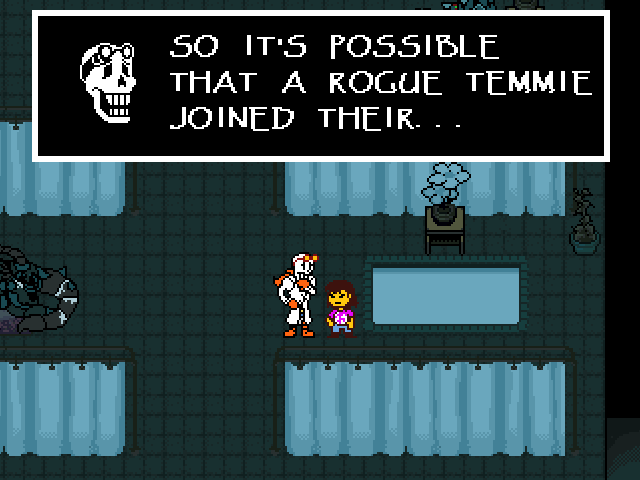 SO IT'S POSSIBLE
THAT A ROGUE TEMMIE
JOINED THEIR...